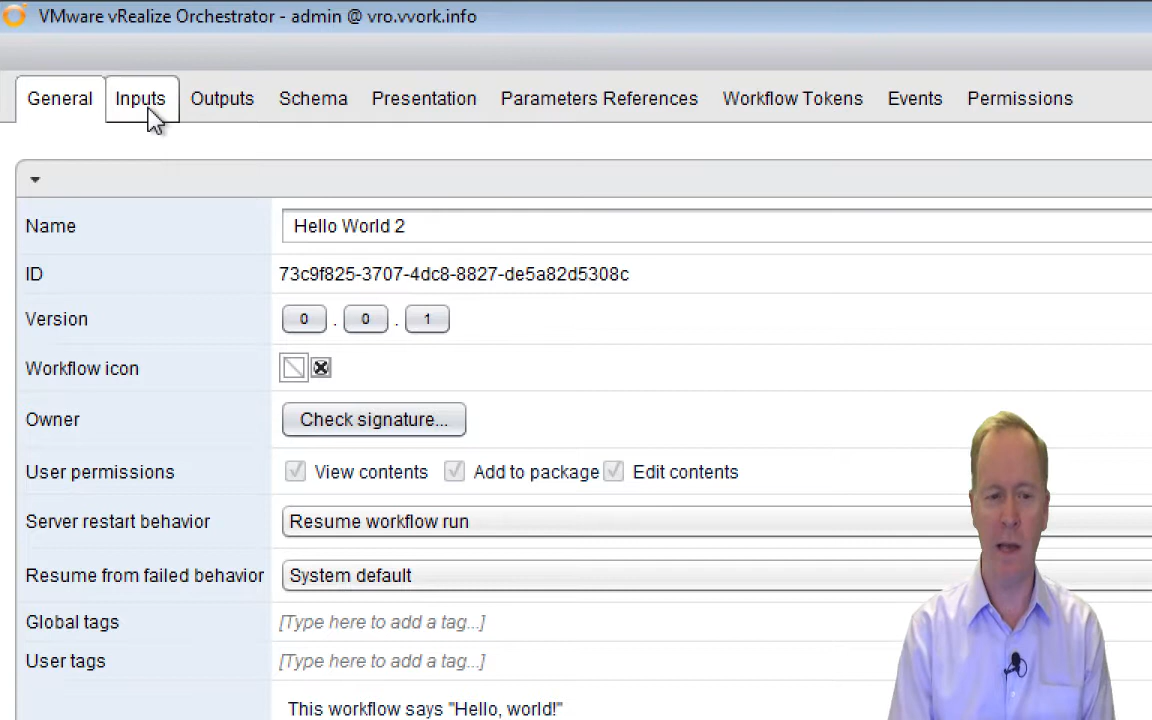 VMware vRealize Orchestrator - admin @ vro.vvork.info
General Inputs Outputs Schema Presentation Parameters References Workflow Tokens Events Permissions
Name Hello World 2
ID 73c9f825-3707-4dc8-8827-de5a82d5308c
Version 0 . 0 . 1
Workflow icon
Owner Check signature...
User permissions View contents Add to package Edit contents
Server restart behavior Resume workflow run
Resume from failed behavior System default
Global tags [Type here to add a tag...]
User tags [Type here to add a tag...]
This workflow says "Hello, world!"